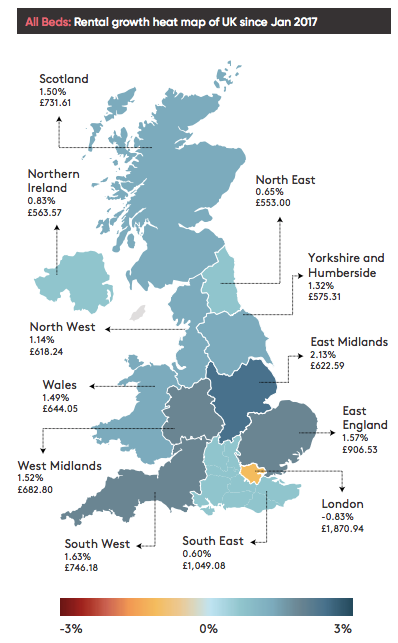 All Beds: Rental growth heat map of UK since Jan 2017
Scotland
1.50%
£731.61
Northern
Ireland
0.83%
£563.57
North East
0.65%
£553.00
Yorkshire and
Humberside
1.32%
£575.31
North West
1.14%
£618.24
East Midlands
2.13%
£622.59
Wales
1.49%
£644.05
East
England
1.57%
£906.53
West Midlands
1.52%
£682.80
London
-0.83%
£1,870.94
South West
1.63%
£746.18
South East
0.60%
£1,049.08
-3%
0%
3%